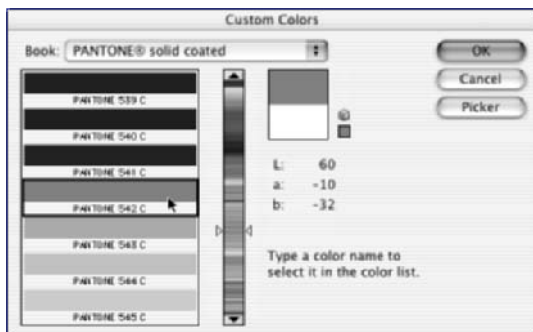 Custom Colors
Book: PANTONE® solid coated
OK
Cancel
Picker
PANTONE 539 C
PANTONE 540 C
PANTONE 541 C
PANTONE 542 C
PANTONE 543 C
PANTONE 544 C
PANTONE 545 C
L: 60
a: -10
b: -32
Type a color name to
select it in the color list.